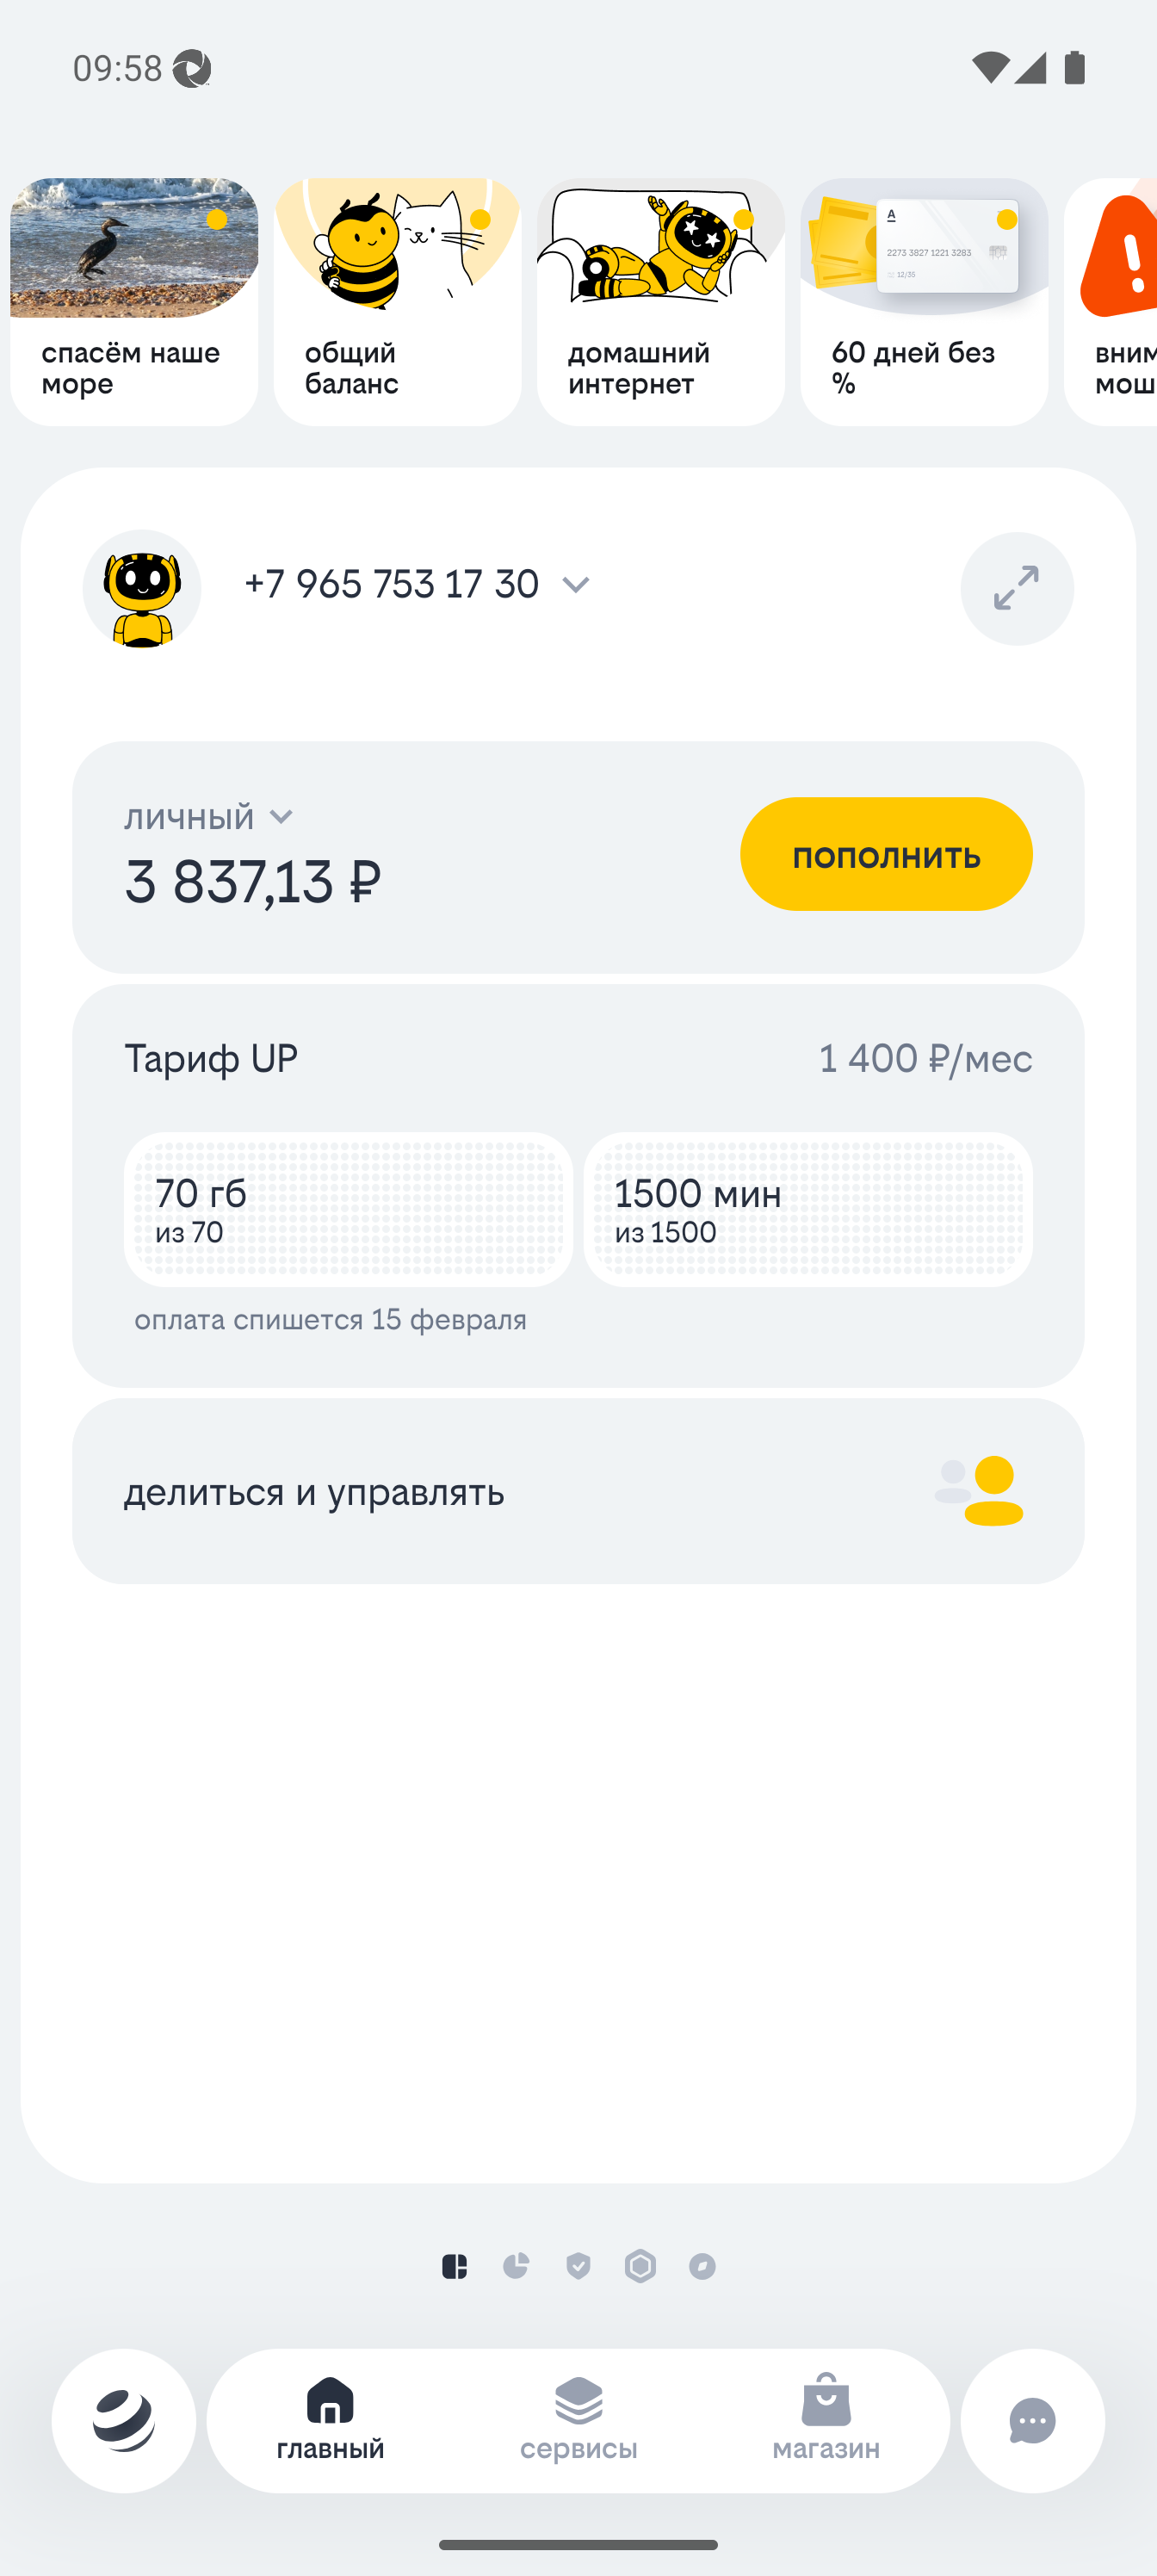 09:58
спасём наше
море
общий
баланс
домашний
интернет
A
2273 3827 1221 3283
12/35
60 дней без
%
вним
мош
+7 965 753 17 30
личный
3 837,13 ₽
пополнить
Тариф UP
1 400 ₽/мес
70 гб
из 70
1500 мин
из 1500
оплата спишется 15 февраля
делиться и управлять
главный
сервисы
магазин